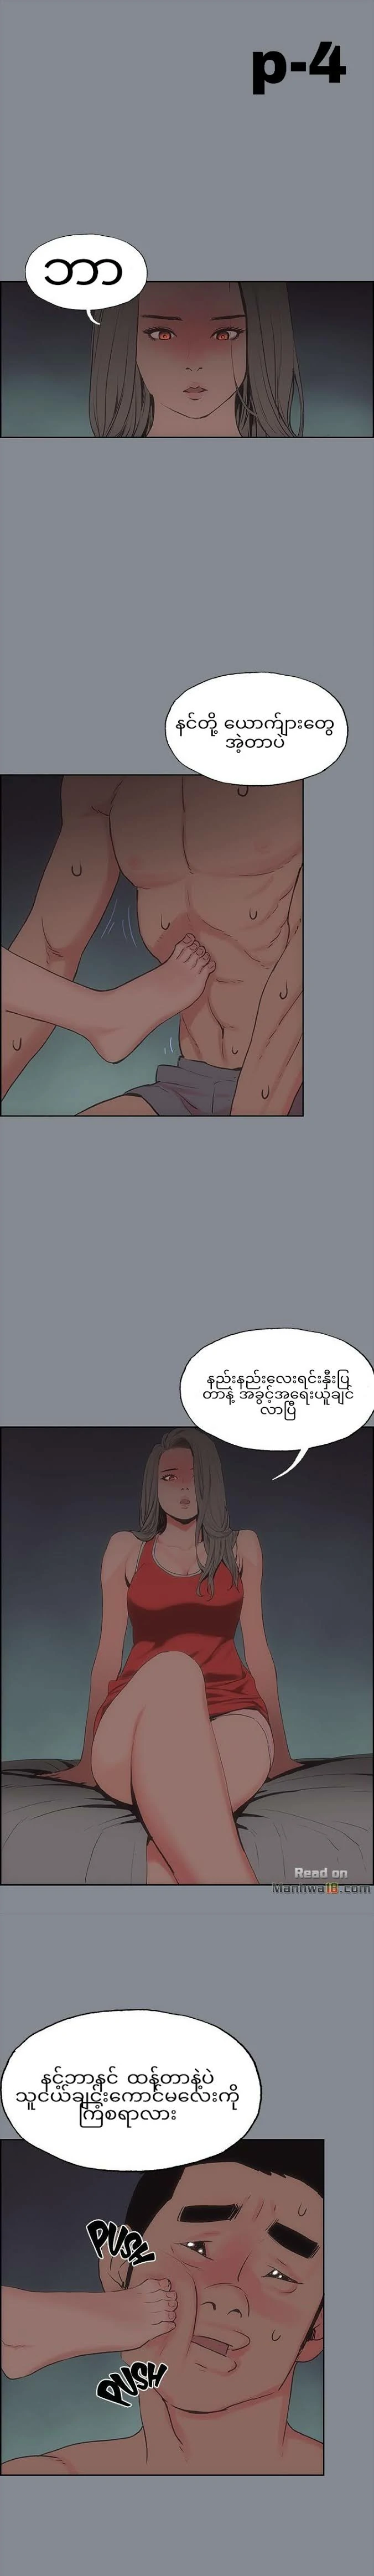 p-4
ဘာ
နင်တို့ ယောက်ျားတွေ
အဲ့တာပဲ
နည်းနည်းလေးရင်းနှီးပြ
တာနဲ့ အခွင့်အရေးယူချင်
လာပြီ
Read on
Manhwa18.com
နင့်ဘာနင် ထန်တာနဲ့ပဲ
သူငယ်ချင်းကောင်မလေးကို
ကြံစရာလား
PUSH
PUSH